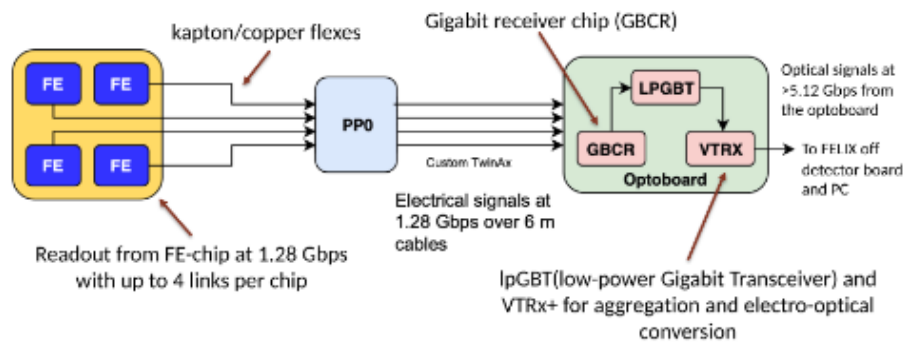 kapton/copper flexes
Gigabit receiver chip (GBCR)
FE
FE
FE
FE
PP0
Custom TwinAx
Electrical signals at
1.28 Gbps over 6 m
cables
LPGBT
GBCR
VTRX
Optoboard
Optical signals at
>5.12 Gbps from
the optoboard
To FELIX off
detector board
and PC
Readout from FE-chip at 1.28 Gbps
with up to 4 links per chip
lpGBT(low-power Gigabit Transceiver) and
VTRx+ for aggregation and electro-optical
conversion